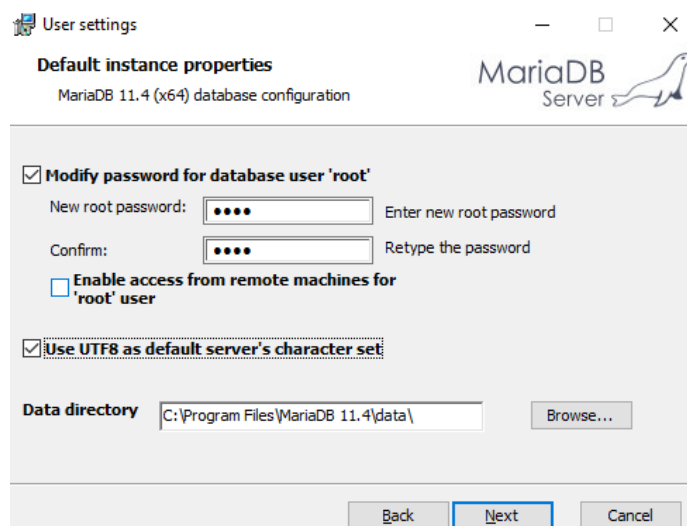 User settings
Default instance properties
MariaDB 11.4 (x64) database configuration
MariaDB
Server
Modify password for database user 'root'
New root password: ●●●● Enter new root password
Confirm: ●●●● Retype the password
Enable access from remote machines for
'root' user
Use UTF8 as default server's character set
Data directory C:\Program Files\MariaDB 11.4\data\ Browse...
Back Next Cancel